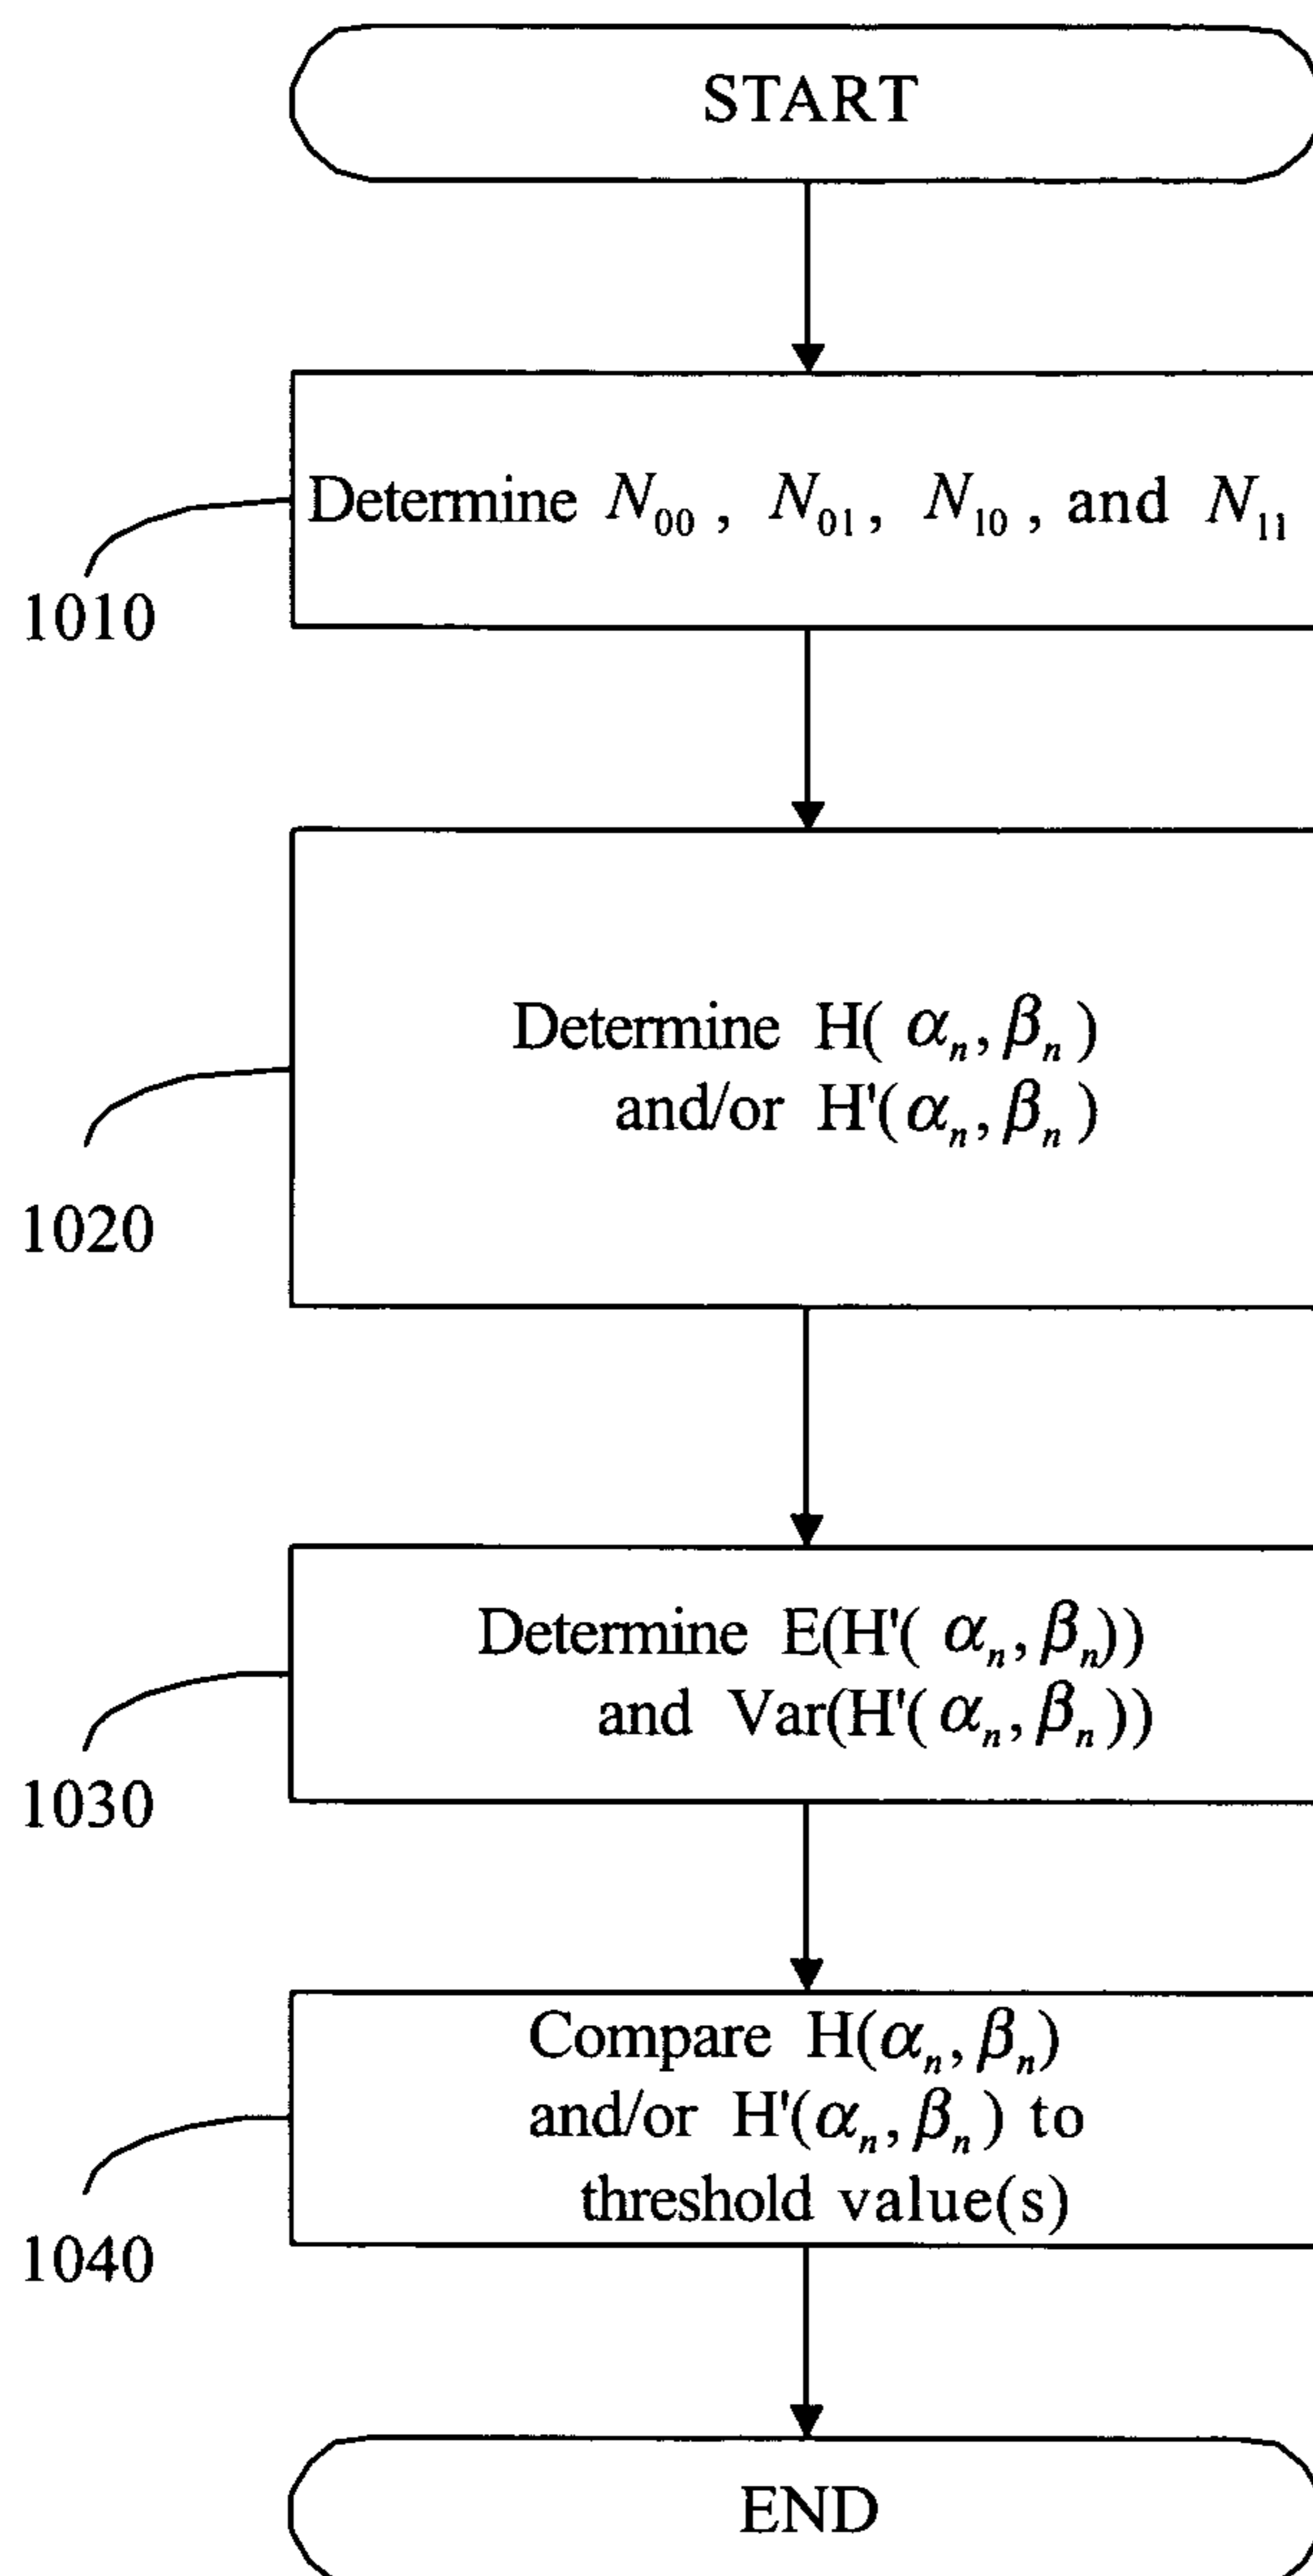 START
Determine N₀₀, N₀₁, N₁₀, and N₁₁
1010
Determine H(αₙ, βₙ)
and/or H'(αₙ, βₙ)
1020
Determine E(H'(αₙ, βₙ))
and Var(H'(αₙ, βₙ))
1030
Compare H(αₙ, βₙ)
and/or H'(αₙ, βₙ) to
threshold value(s)
1040
END